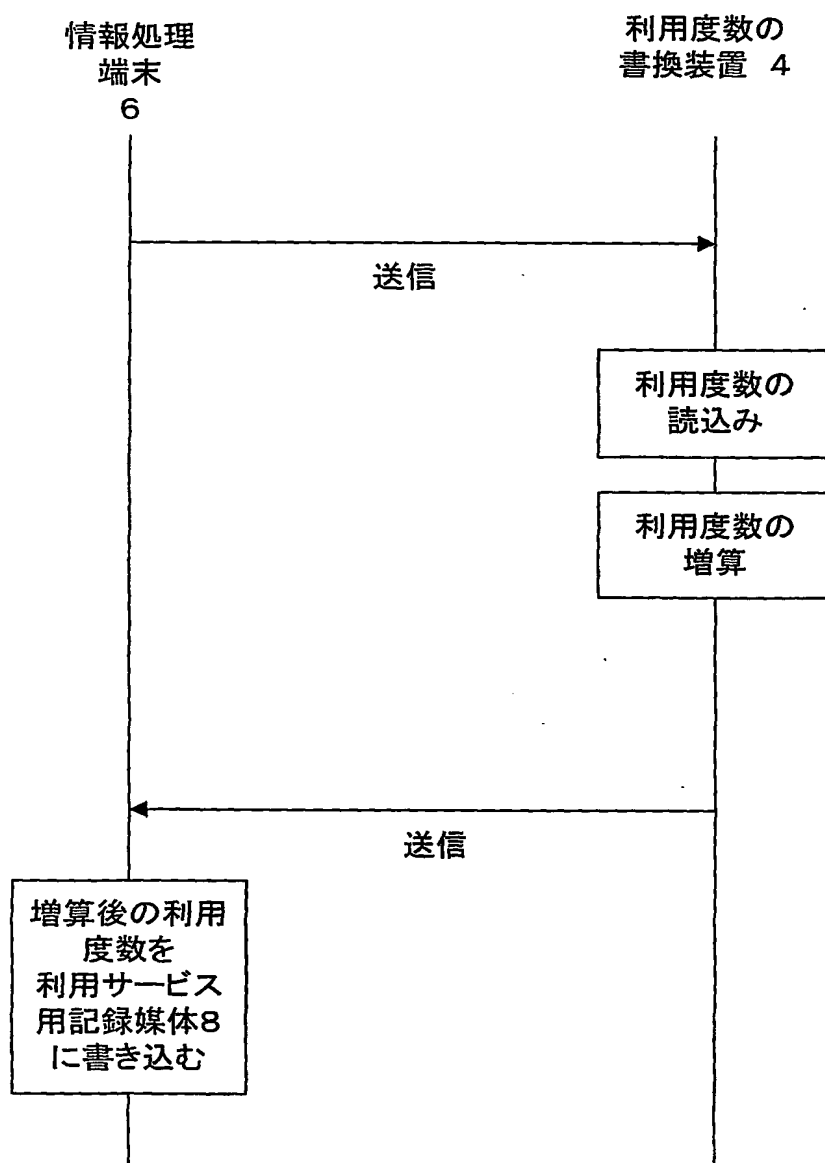 情報処理
端末
6
利用度数の
書換装置 4
送信
利用度数の
読込み
利用度数の
増算
送信
増算後の利用
度数を
利用サービス
用記録媒体8
に書き込む